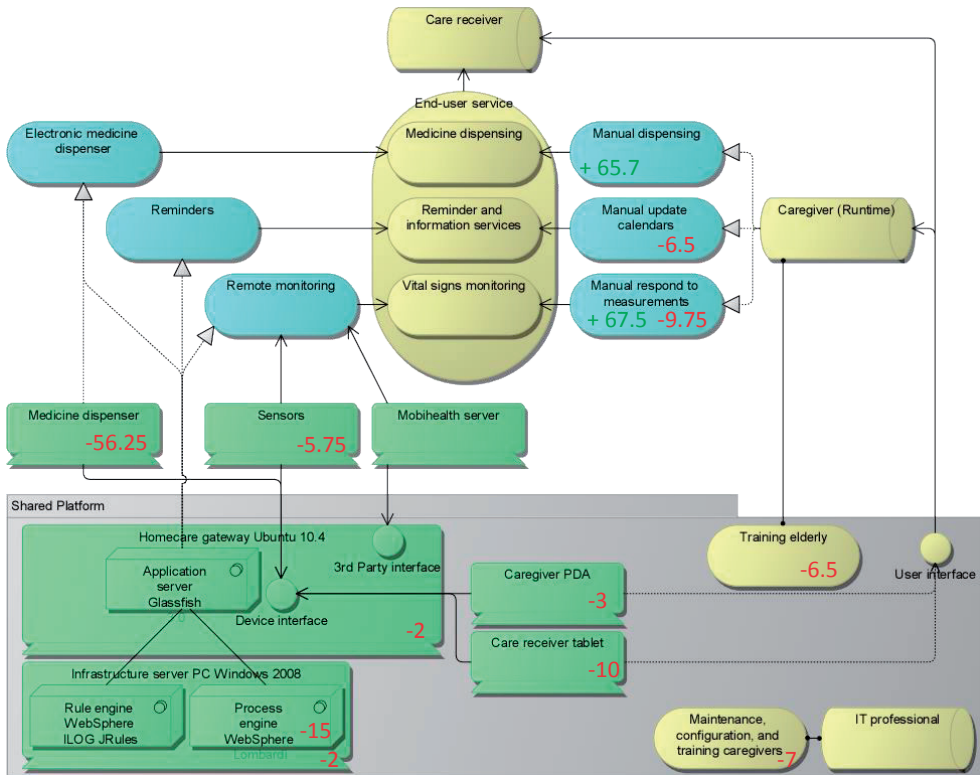 Care receiver
End-user service
Electronic medicine
dispenser
Medicine dispensing
Manual dispensing
+ 65.7
Reminders
Reminder and
information services
Manual update
calendars
-6.5
Caregiver (Runtime)
Remote monitoring
Vital signs monitoring
Manual respond to
measurements
+ 67.5 -9.75
Medicine dispenser
-56.25
Sensors
-5.75
Mobihealth server
Shared Platform
Homecare gateway Ubuntu 10.4
3rd Party interface
Application
server
Glassfish
Device interface
-2
Caregiver PDA
-3
Care receiver tablet
-10
Training elderly
-6.5
User interface
Infrastructure server PC Windows 2008
Rule engine
WebSphere
ILOG JRules
Process
engine
WebSphere
-15
Lombardi
-2
Maintenance,
configuration, and
training caregivers
-7
IT professional